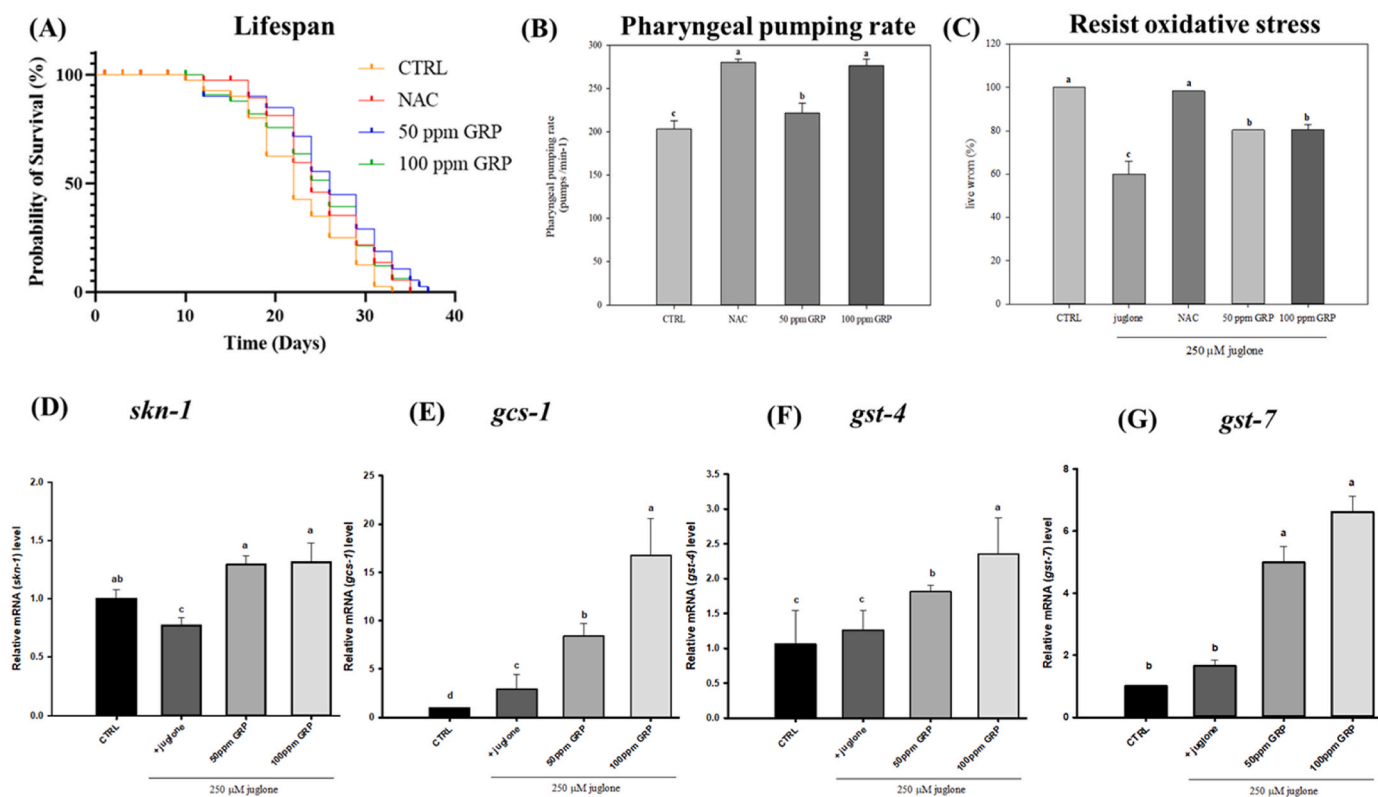 (A) Lifespan
Probability of Survival (%)
100
50
0
0 10 20 30 40
Time (Days)
CTRL
NAC
50 ppm GRP
100 ppm GRP
(B) Pharyngeal pumping rate
Pharyngeal pumping rate
(pumps /min-1)
300
250
200
150
100
50
0
c a b a
CTRL NAC 50 ppm GRP 100 ppm GRP
(C) Resist oxidative stress
live wrom (%)
120
100
80
60
40
20
0
a c a b b
CTRL juglone NAC 50 ppm GRP 100 ppm GRP
250 μM juglone
(D) skn-1
Relative mRNA (skn-1) level
2.0
1.5
1.0
0.5
0.0
ab c a a
CTRL + juglone 50ppm GRP 100ppm GRP
250 μM juglone
(E) gcs-1
Relative mRNA (gcs-1) level
25
20
15
10
5
0
d c b a
CTRL + juglone 50ppm GRP 100ppm GRP
250 μM juglone
(F) gst-4
Relative mRNA (gst-4) level
3.5
3.0
2.5
2.0
1.5
1.0
0.5
0.0
c c b a
CTRL + juglone 50ppm GRP 100ppm GRP
250 μM juglone
(G) gst-7
Relative mRNA (gst-7) level
8
6
4
2
0
b b a a
CTRL + juglone 50ppm GRP 100ppm GRP
250 μM juglone